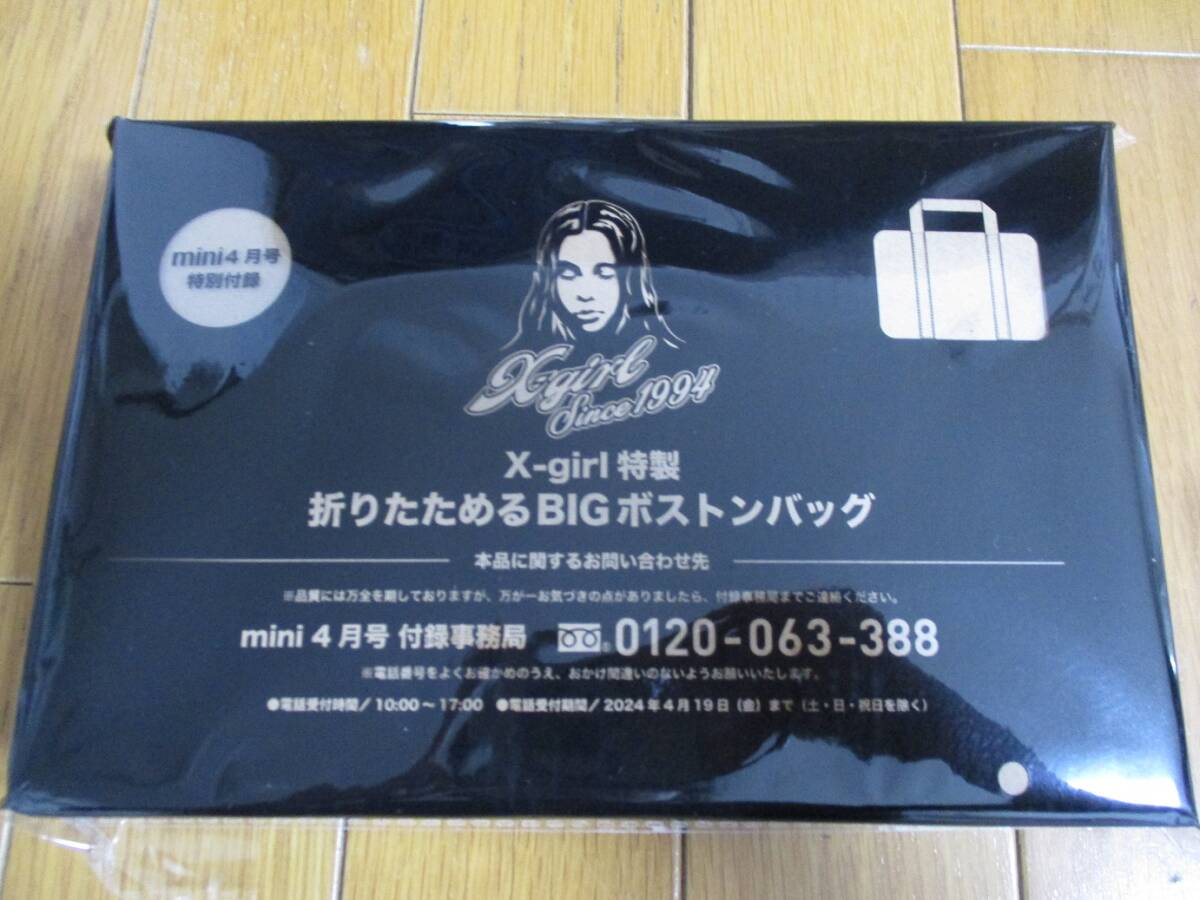 mini 4月号
特別付録
X-girl
Since 1994
X-girl 特製
折りたためるBIGボストンバッグ
本品に関するお問い合わせ先
※品質には万全を期しておりますが、万が一お気づきの点がありましたら、付録事務局までご連絡ください。
mini 4月号 付録事務局 0120-063-388
※電話番号をよくお確かめのうえ、おかけ間違いのないようお願いいたします。
●電話受付時間／10:00～17:00 ●電話受付期間／2024年4月19日（金）まで（土・日・祝日を除く）